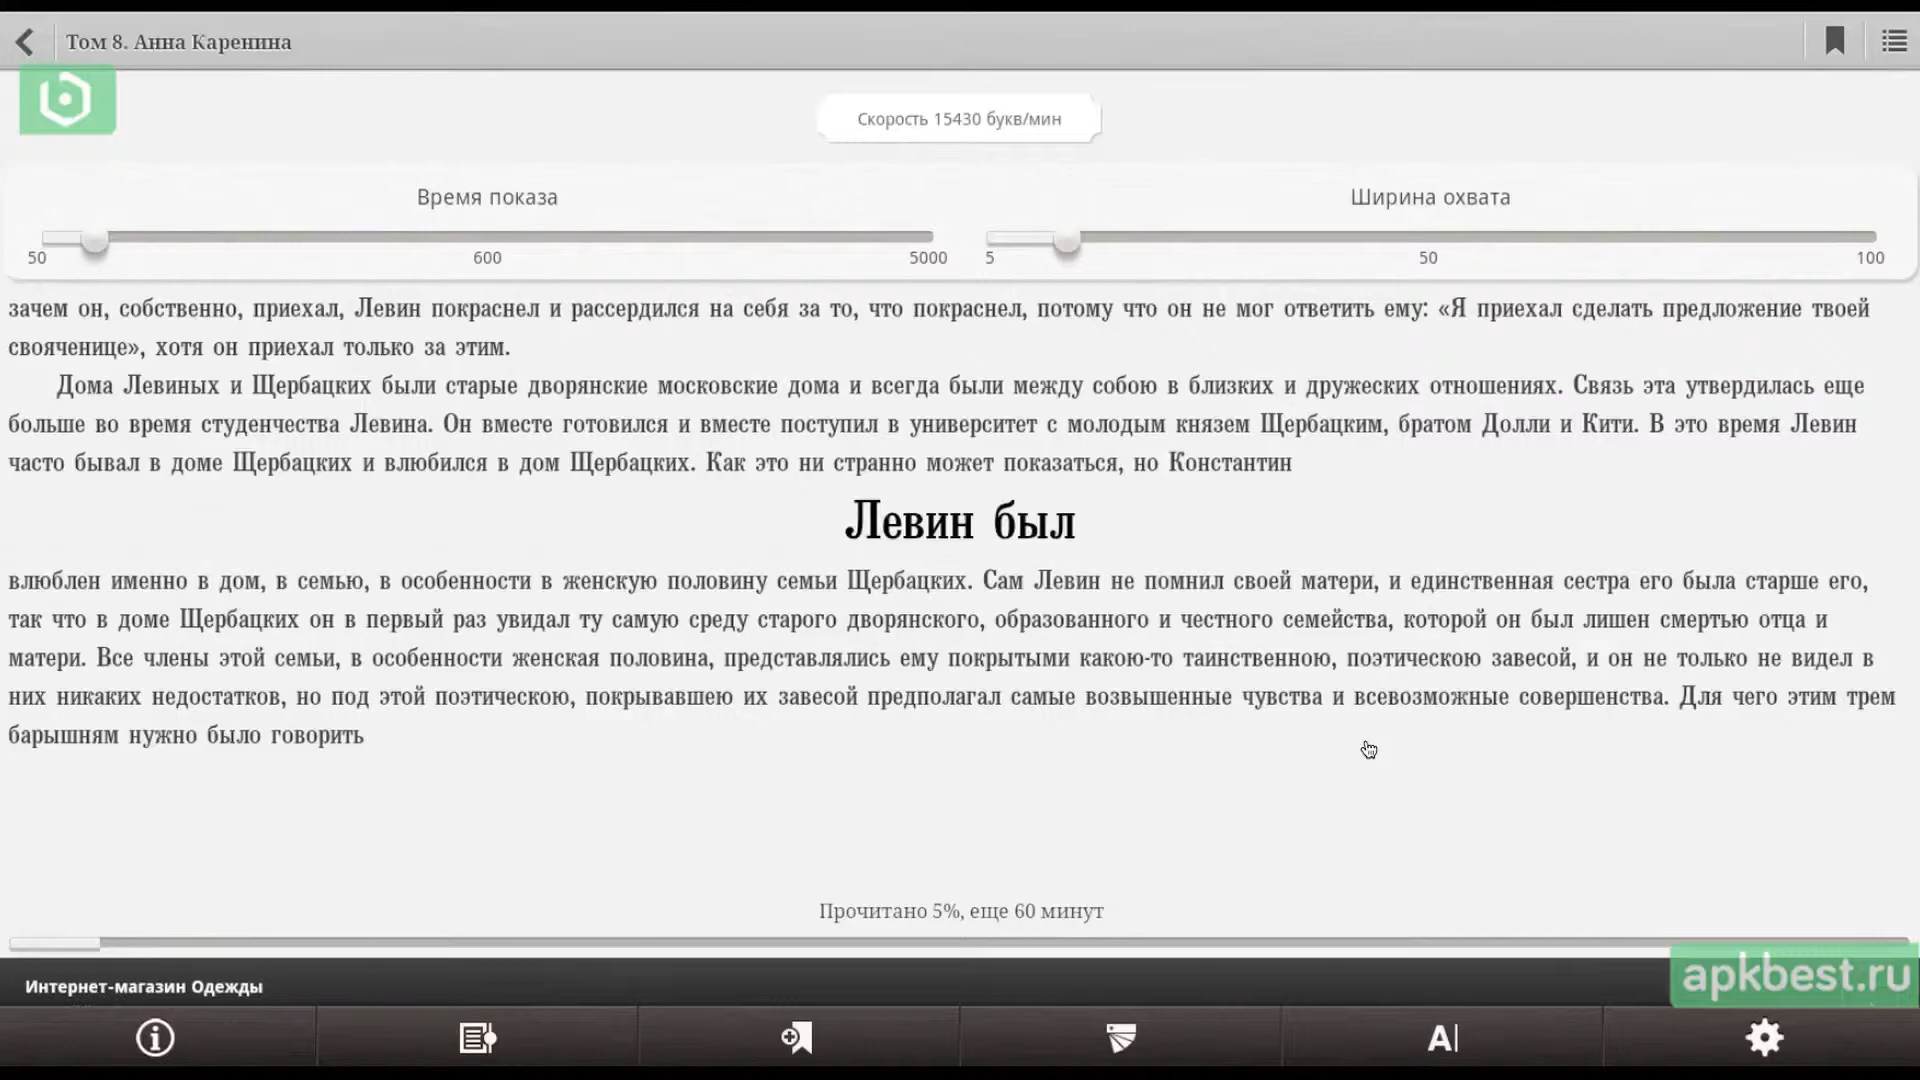 Том 8. Анна Каренина
Скорость 15430 букв/мин
Время показа
Ширина охвата
50
600
5000
5
50
100
зачем он, собственно, приехал, Левин покраснел и рассердился на себя за то, что покраснел, потому что он не мог ответить ему: «Я приехал сделать предложение твоей
свояченице», хотя он приехал только за этим.
Дома Левиных и Щербацких были старые дворянские московские дома и всегда были между собою в близких и дружеских отношениях. Связь эта утвердилась еще
больше во время студенчества Левина. Он вместе готовился и вместе поступил в университет с молодым князем Щербацким, братом Долли и Кити. В это время Левин
часто бывал в доме Щербацких и влюбился в дом Щербацких. Как это ни странно может показаться, но Константин
Левин был
влюблен именно в дом, в семью, в особенности в женскую половину семьи Щербацких. Сам Левин не помнил своей матери, и единственная сестра его была старше его,
так что в доме Щербацких он в первый раз увидал ту самую среду старого дворянского, образованного и честного семейства, которой он был лишен смертью отца и
матери. Все члены этой семьи, в особенности женская половина, представлялись ему покрытыми какою-то таинственною, поэтическою завесой, и он не только не видел в
них никаких недостатков, но под этой поэтическою, покрывавшею их завесой предполагал самые возвышенные чувства и всевозможные совершенства. Для чего этим трем
барышням нужно было говорить
Прочитано 5%, еще 60 минут
Интернет-магазин Одежды
apkbest.ru
A